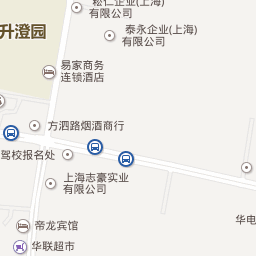 崧仁企业(上海)
有限公司
泰永企业(上海)
有限公司
升澄园
易家商务
连锁酒店
方泗路烟酒商行
驾校报名处
上海志豪实业
有限公司
帝龙宾馆
华联超市
华电